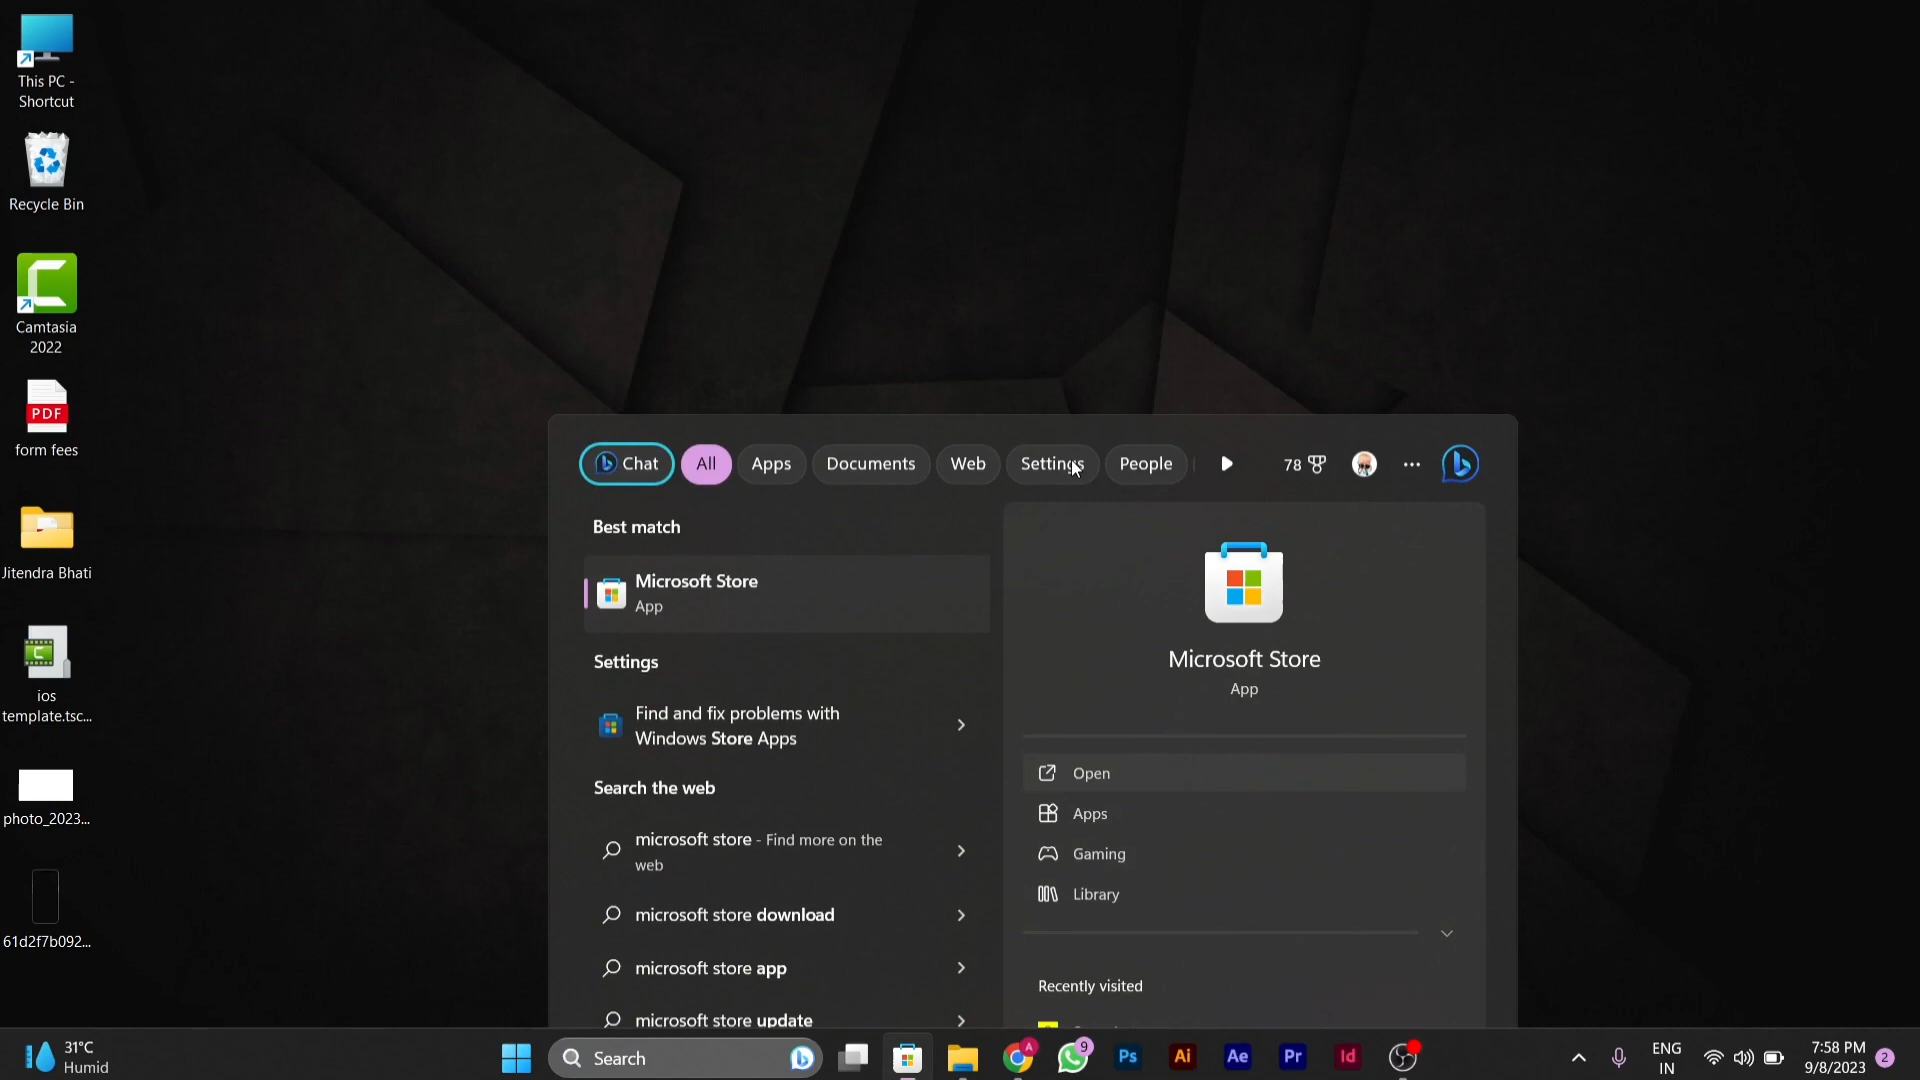 This PC -
Shortcut
Recycle Bin
Camtasia
2022
PDF
form fees
Jitendra Bhati
ios
template.tsc...
photo_2023...
61d2f7b092...
Chat
All
Apps
Documents
Web
Settings
People
78
Best match
Microsoft Store
App
Settings
Find and fix problems with
Windows Store Apps
Search the web
microsoft store - Find more on the
web
microsoft store download
microsoft store app
microsoft store update
Microsoft Store
App
Open
Apps
Gaming
Library
Recently visited
31°C
Humid
Search
A
9
Ps
Ai
Ae
Pr
Id
ENG
IN
7:58 PM
9/8/2023
2